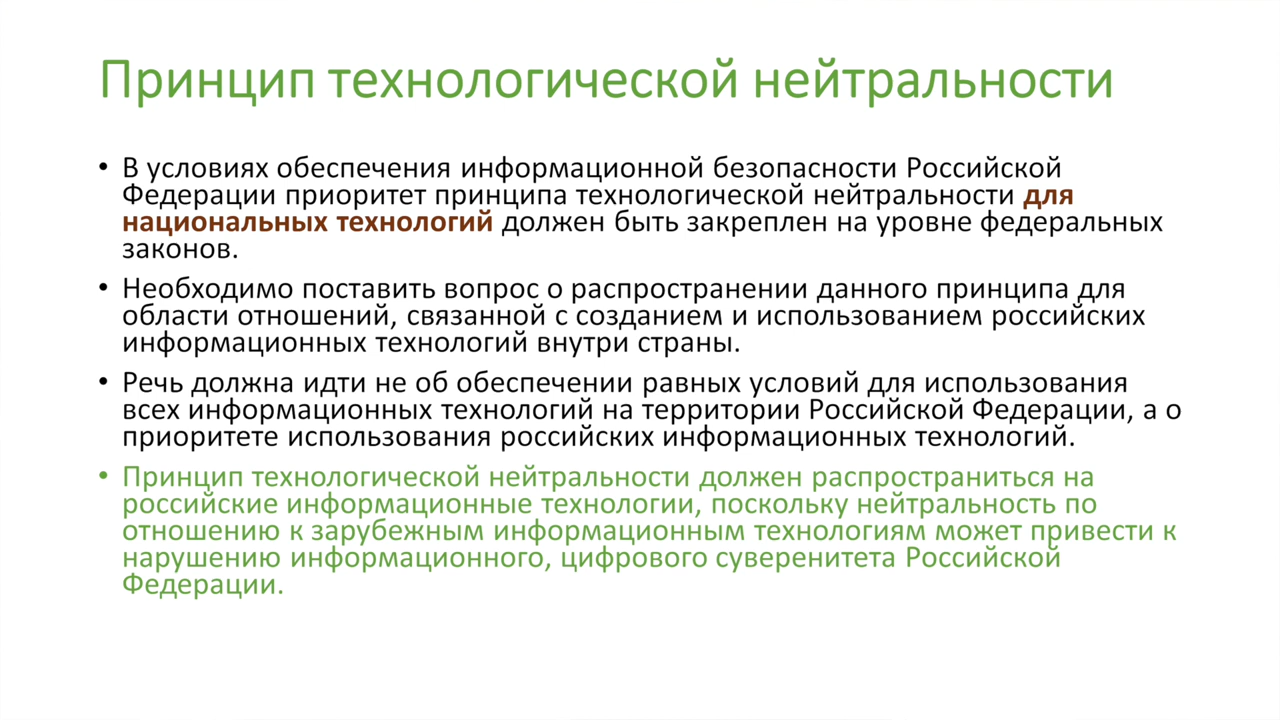 Принцип технологической нейтральности
• В условиях обеспечения информационной безопасности Российской
Федерации приоритет принципа технологической нейтральности для
национальных технологий должен быть закреплен на уровне федеральных
законов.
• Необходимо поставить вопрос о распространении данного принципа для
области отношений, связанной с созданием и использованием российских
информационных технологий внутри страны.
• Речь должна идти не об обеспечении равных условий для использования
всех информационных технологий на территории Российской Федерации, а о
приоритете использования российских информационных технологий.
• Принцип технологической нейтральности должен распространиться на
российские информационные технологии, поскольку нейтральность по
отношению к зарубежным информационным технологиям может привести к
нарушению информационного, цифрового суверенитета Российской
Федерации.